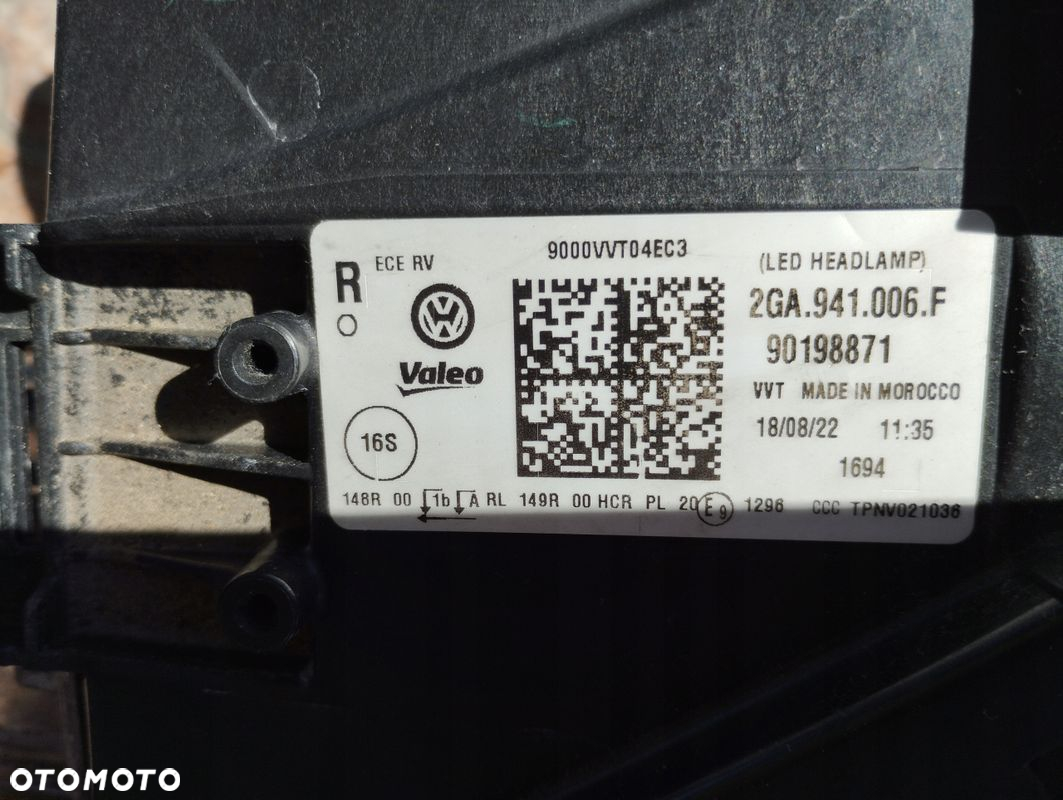 9000VVT04EC3
R ECE RV
(LED HEADLAMP)
2GA.941.006.F
90198871
Valeo
VVT MADE IN MOROCCO
18/08/22 11:35
16S
1694
148R 00 1b A RL 149R 00 HCR PL 20 E9 1296 CCC TPNV021036
OTOMOTO